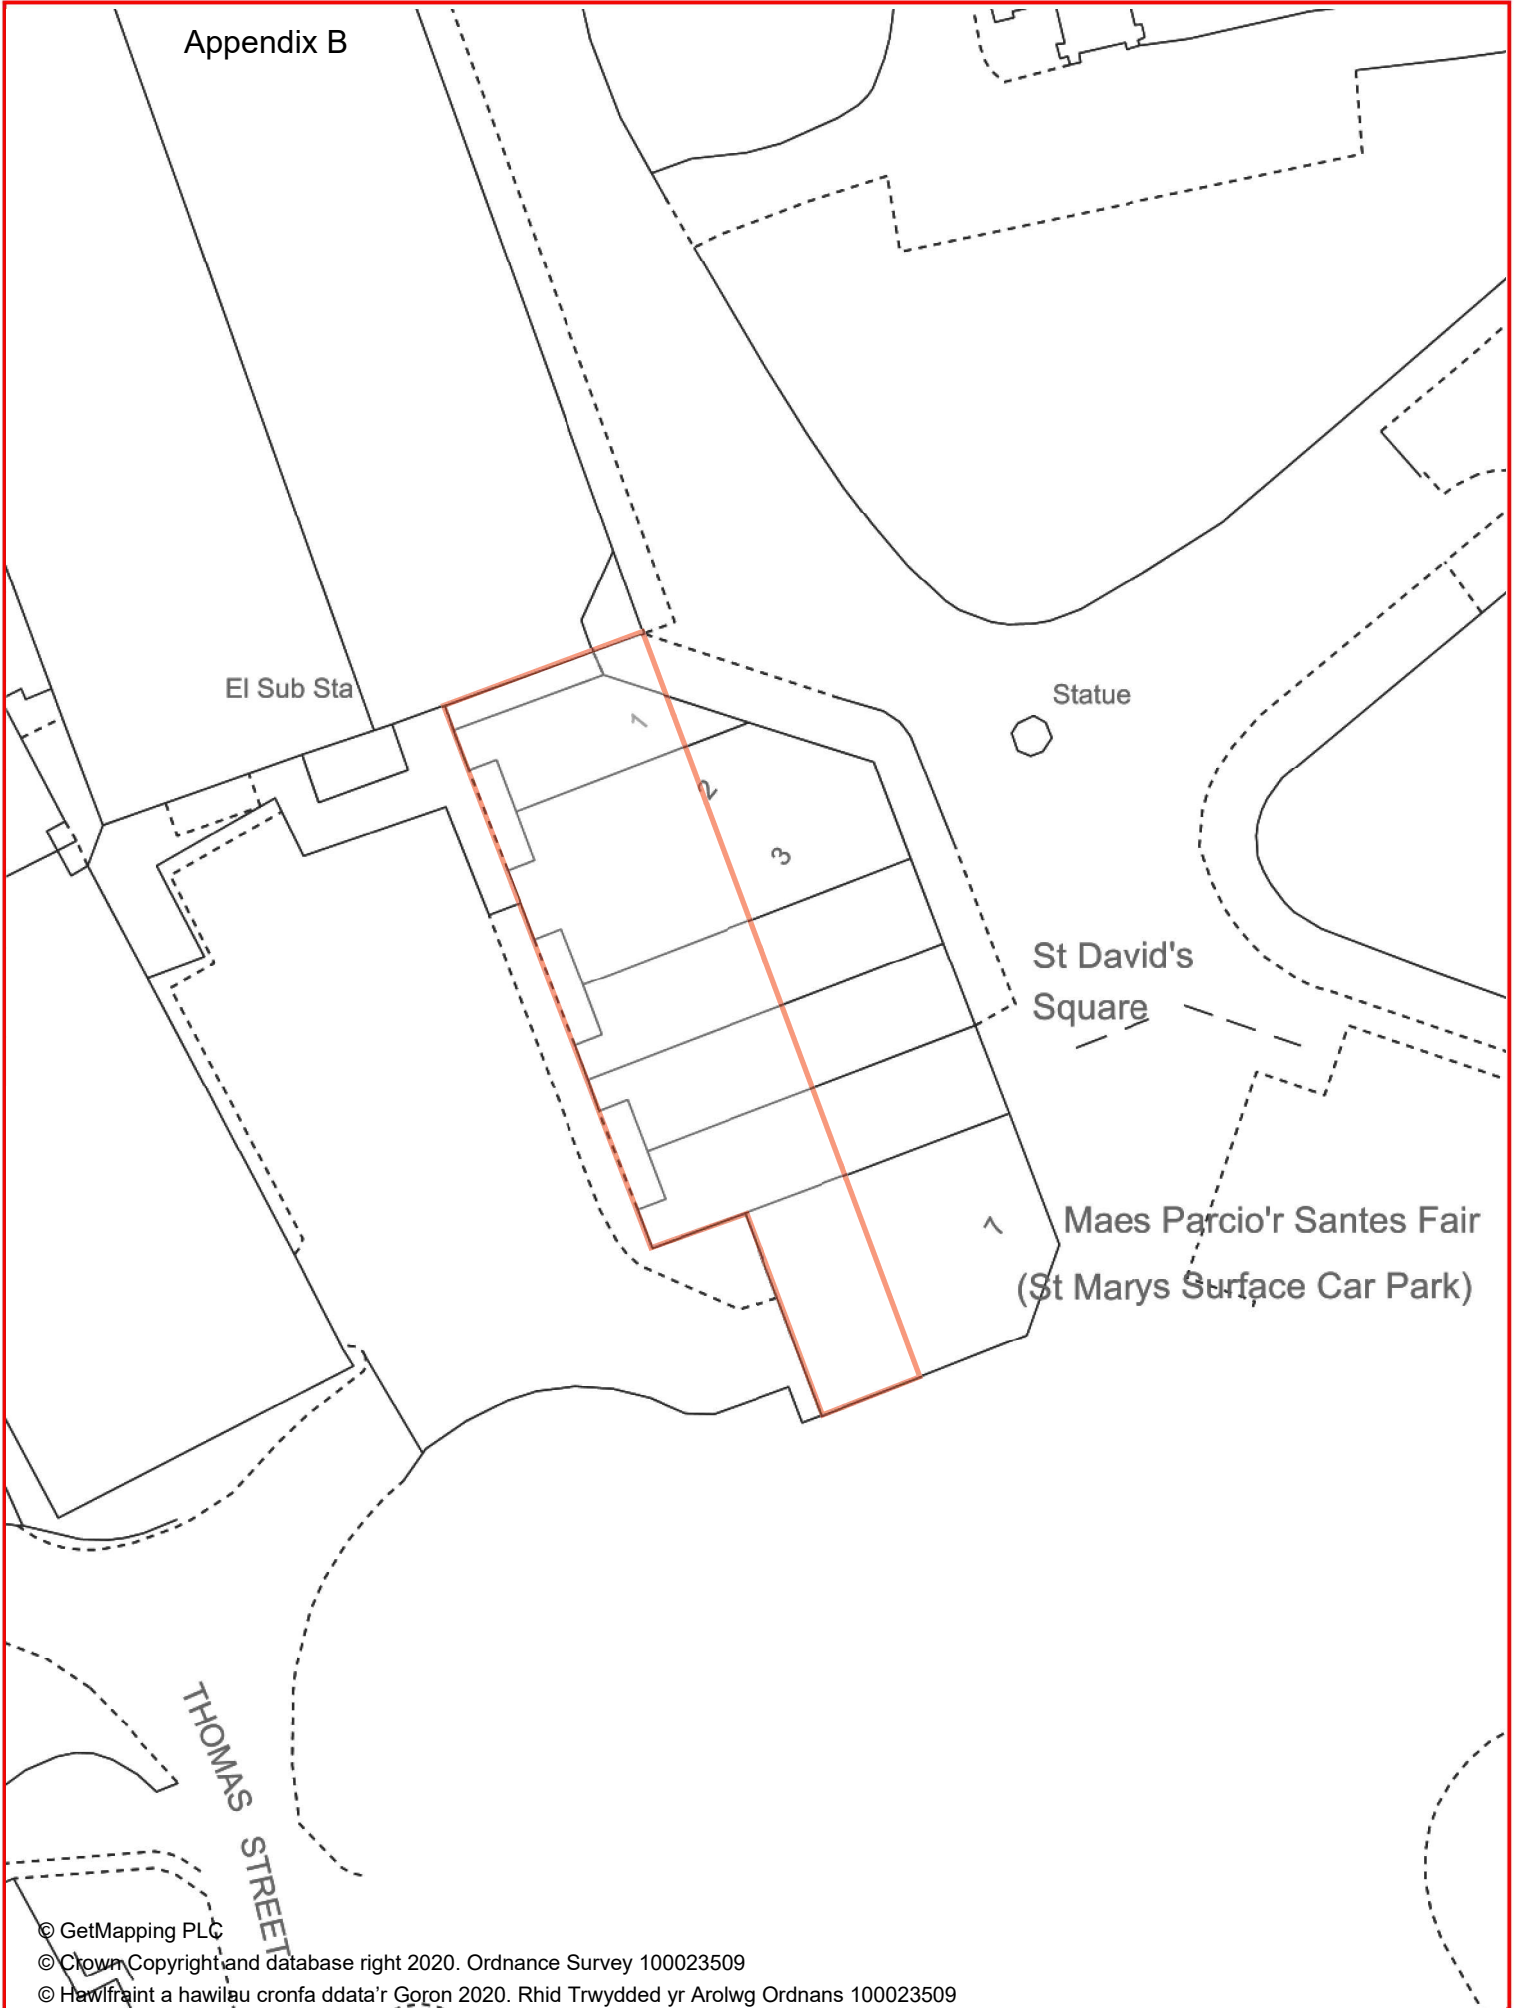 Appendix B
El Sub Sta
Statue
1
2
3
St David's
Square
7
Maes Parcio'r Santes Fair
(St Marys Surface Car Park)
THOMAS STREET
© GetMapping PLC
© Crown Copyright and database right 2020. Ordnance Survey 100023509
© Hawlfraint a hawilau cronfa ddata'r Goron 2020. Rhid Trwydded yr Arolwg Ordnans 100023509